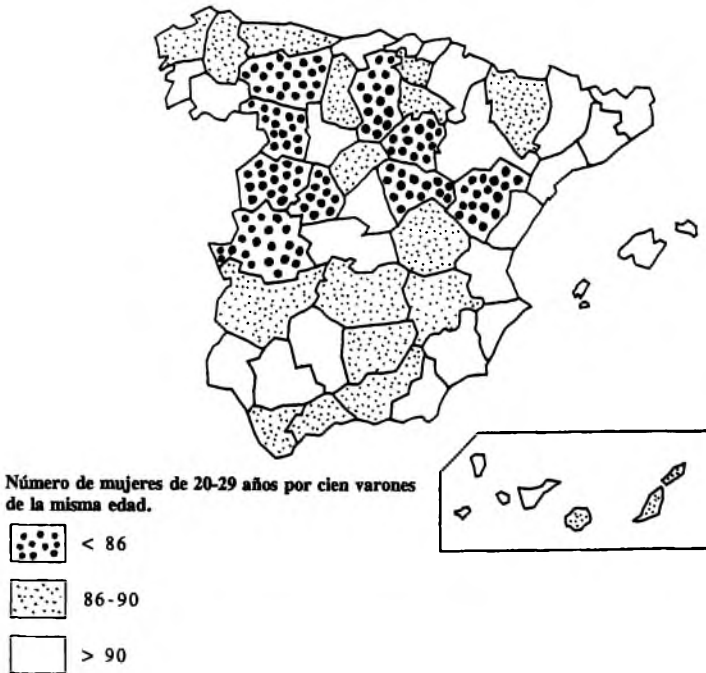 Número de mujeres de 20-29 años por cien varones
de la misma edad.
< 86
86-90
> 90